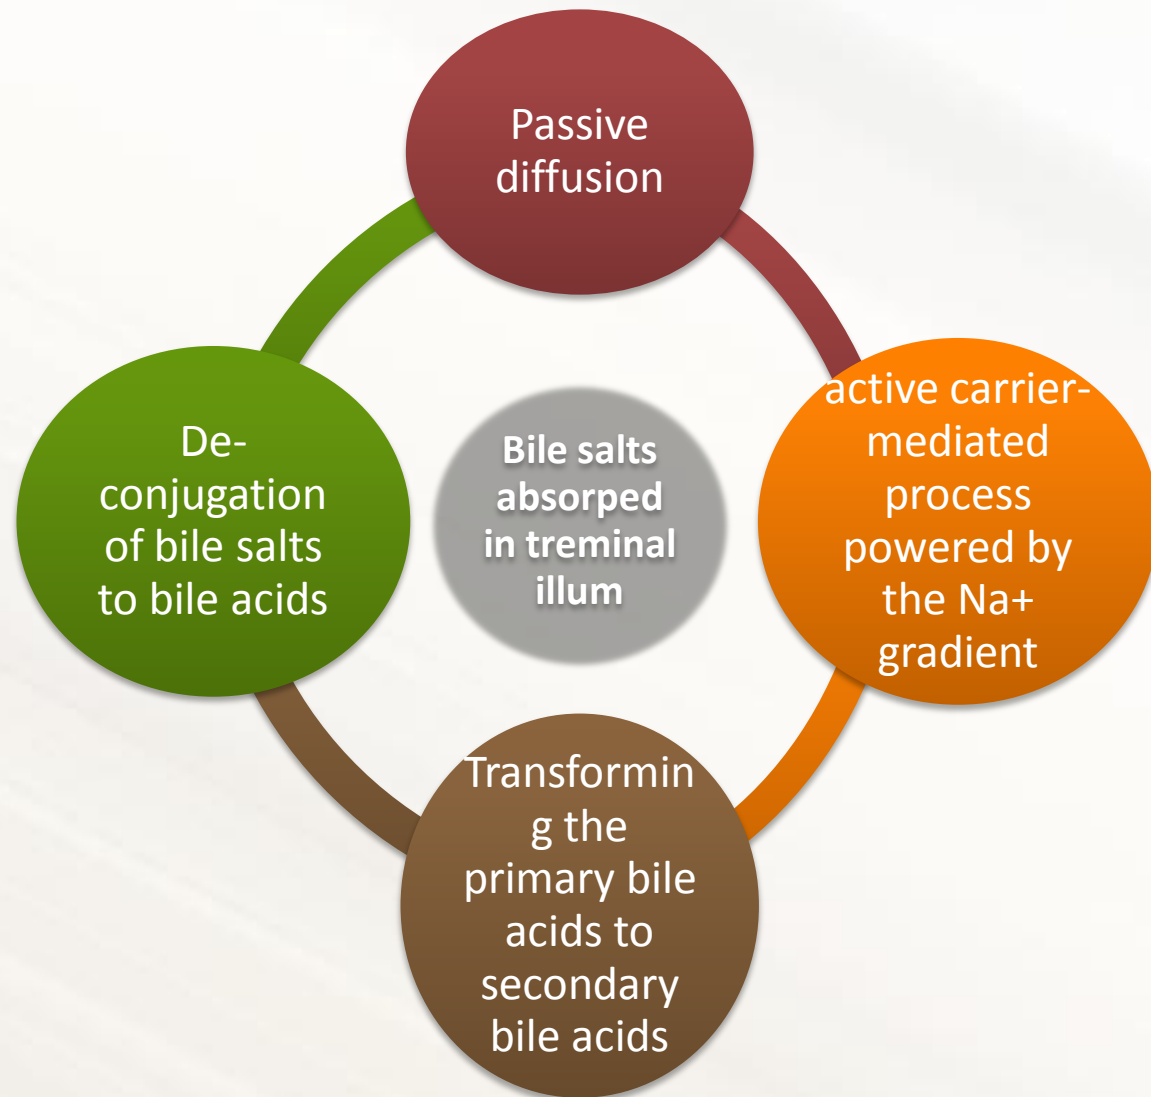 Passive
diffusion
active carrier-
mediated
process
powered by
the Na+
gradient
Transformin
g the
primary bile
acids to
secondary
bile acids
De-
conjugation
of bile salts
to bile acids
Bile salts
absorped
in treminal
illum